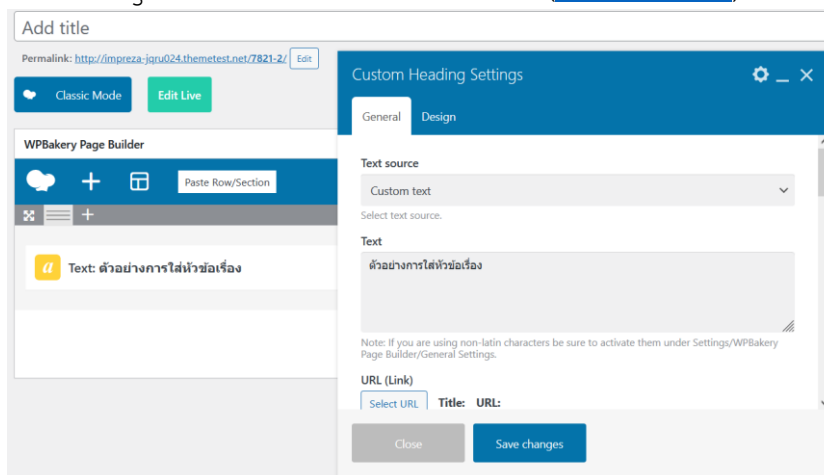 Add title
Permalink: http://impreza-jqru024.themetest.net/7821-2/ Edit
Classic Mode Edit Live
WPBakery Page Builder
Paste Row/Section
Text: ตัวอย่างการใส่หัวข้อเรื่อง
Custom Heading Settings
General Design
Text source
Custom text
Select text source.
Text
ตัวอย่างการใส่หัวข้อเรื่อง
Note: If you are using non-latin characters be sure to activate them under Settings/WPBakery
Page Builder/General Settings.
URL (Link)
Select URL Title: URL:
Close Save changes